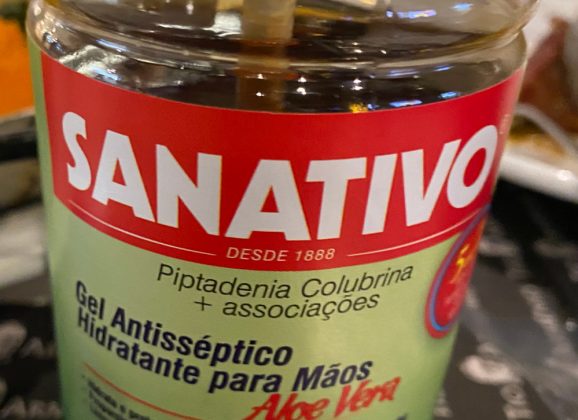 SANATIVO
DESDE 1888
Piptadenia Colubrina
+ associações
Gel Antisséptico
Hidratante para Mãos
Aloe Vera